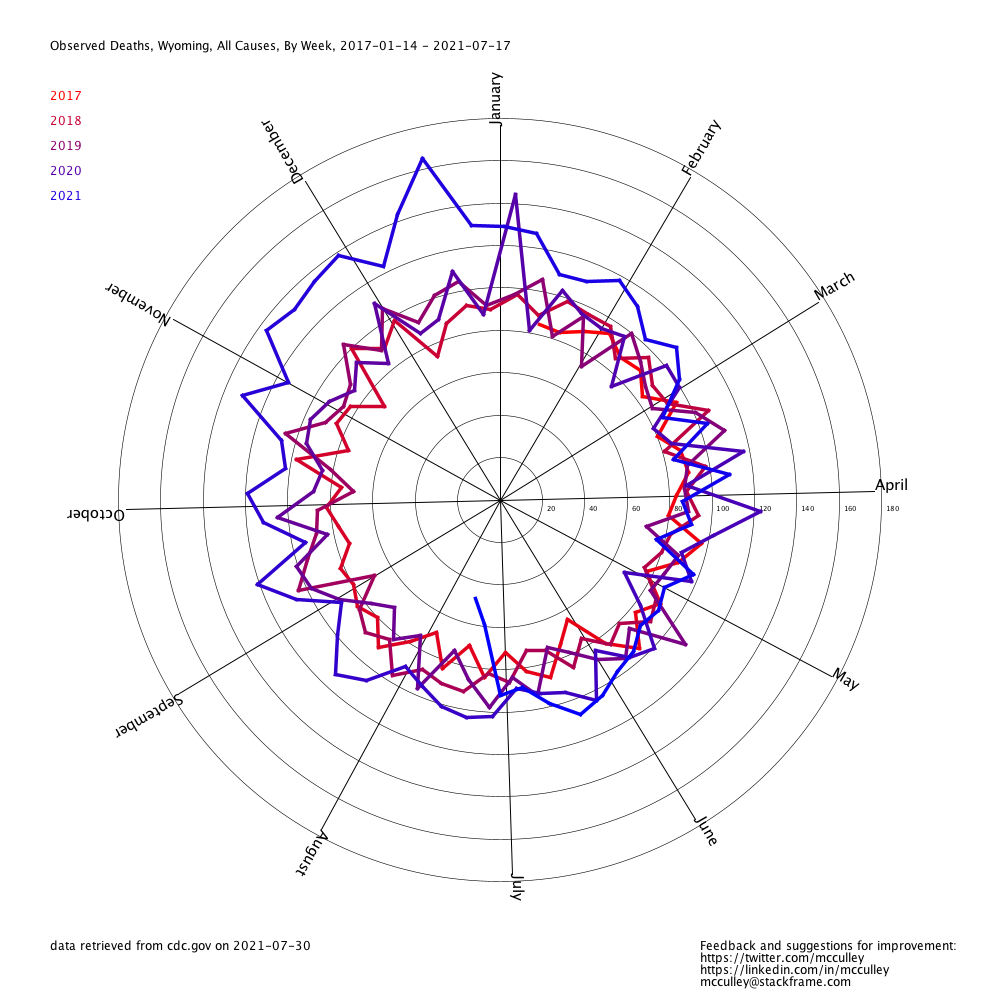 Observed Deaths, Wyoming, All Causes, By Week, 2017-01-14 - 2021-07-17
2017
2018
2019
2020
2021
January
February
March
April
May
June
July
August
September
October
November
December
20
40
60
80
100
120
140
160
180
data retrieved from cdc.gov on 2021-07-30
Feedback and suggestions for improvement:
https://twitter.com/mcculley
https://linkedin.com/in/mcculley
mcculley@stackframe.com